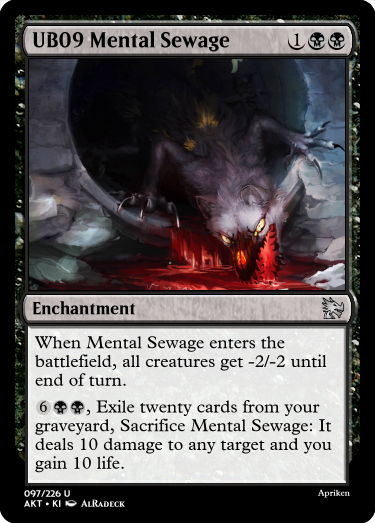 UB09 Mental Sewage 1
Enchantment
When Mental Sewage enters the
battlefield, all creatures get -2/-2 until
end of turn.
6, Exile twenty cards from your
graveyard, Sacrifice Mental Sewage: It
deals 10 damage to any target and you
gain 10 life.
097/226 U
Apriken
AKT • KI ALRADECK